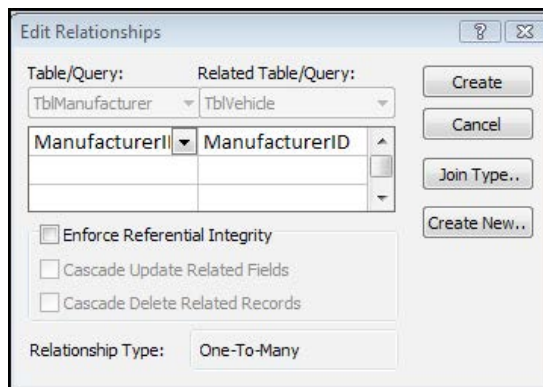 Edit Relationships
Table/Query: Related Table/Query:
TblManufacturer TblVehicle
ManufacturerI ManufacturerID
Enforce Referential Integrity
Cascade Update Related Fields
Cascade Delete Related Records
Relationship Type: One-To-Many
Create
Cancel
Join Type..
Create New..